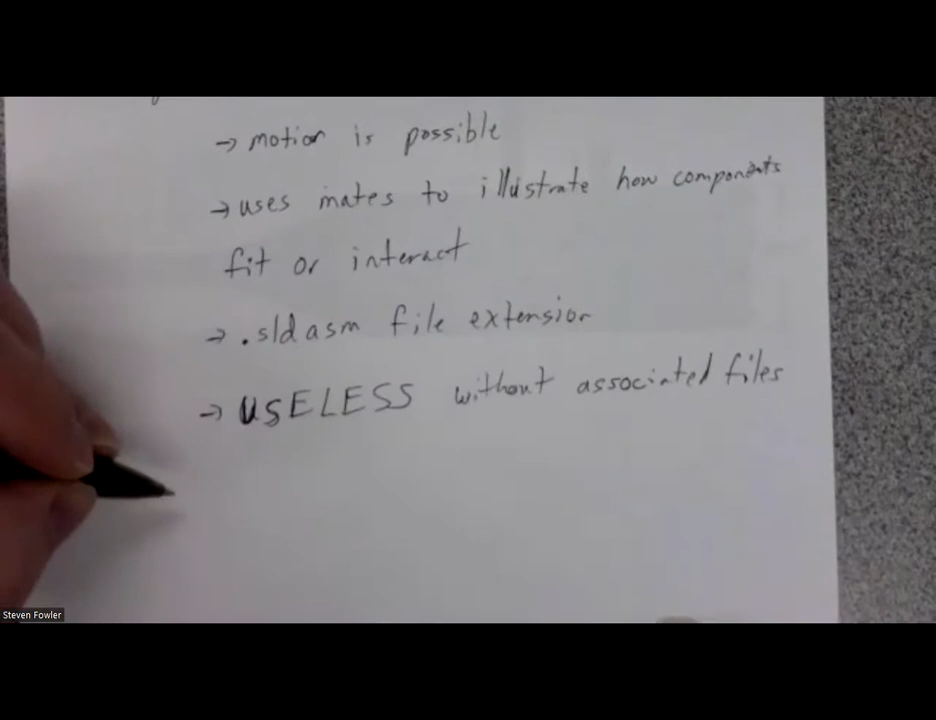 → motion is possible
→ uses mates to illustrate how components
fit or interact
→ .sldasm file extension
→ USELESS without associated files
Steven Fowler